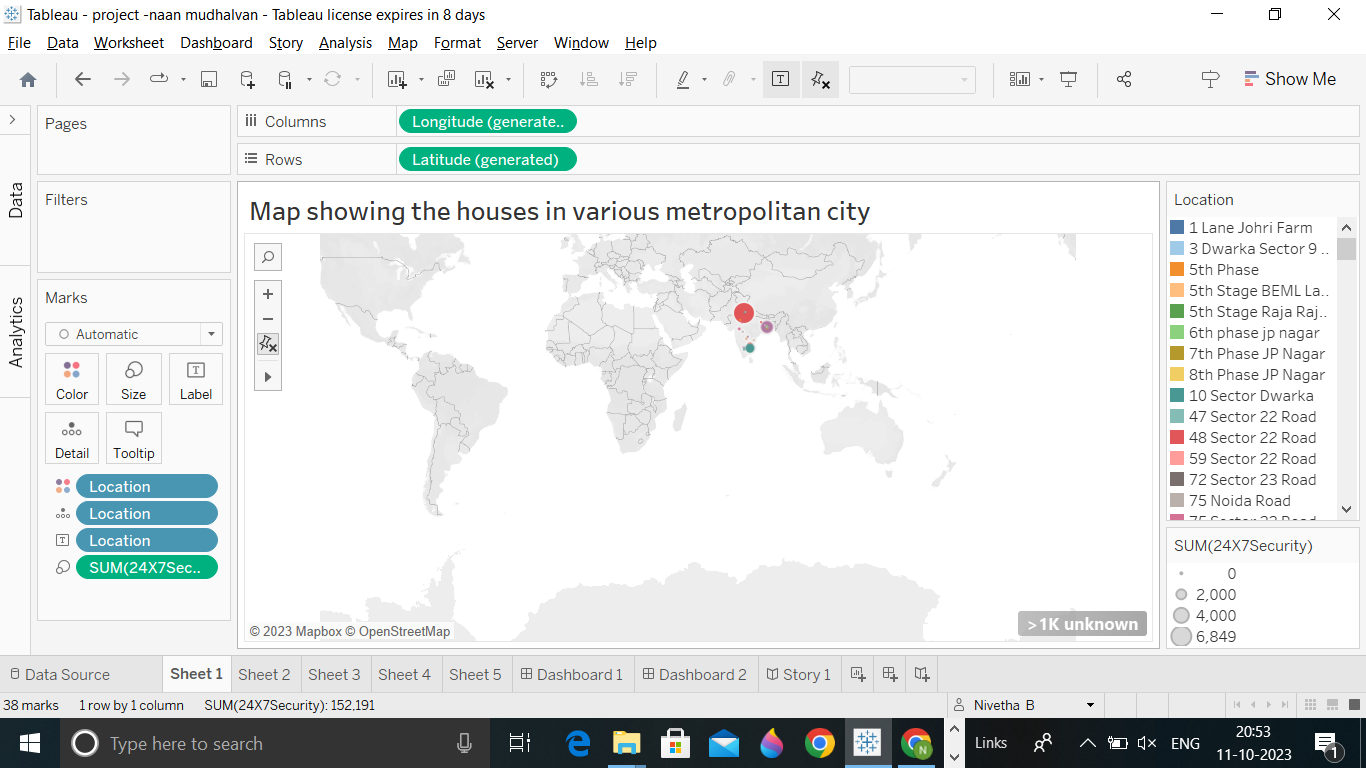 Tableau - project -naan mudhalvan - Tableau license expires in 8 days
File Data Worksheet Dashboard Story Analysis Map Format Server Window Help
Show Me
Data
Analytics
Pages
Filters
Marks
Automatic
Color Size Label
Detail Tooltip
Location
Location
Location
SUM(24X7Sec..
Columns
Longitude (generate..
Rows
Latitude (generated)
Map showing the houses in various metropolitan city
© 2023 Mapbox © OpenStreetMap
>1K unknown
Location
1 Lane Johri Farm
3 Dwarka Sector 9 ..
5th Phase
5th Stage BEML La..
5th Stage Raja Raj..
6th phase jp nagar
7th Phase JP Nagar
8th Phase JP Nagar
10 Sector Dwarka
47 Sector 22 Road
48 Sector 22 Road
59 Sector 22 Road
72 Sector 23 Road
75 Noida Road
SUM(24X7Security)
0
2,000
4,000
6,849
Data Source Sheet 1 Sheet 2 Sheet 3 Sheet 4 Sheet 5 Dashboard 1 Dashboard 2 Story 1
38 marks 1 row by 1 column SUM(24X7Security): 152,191 Nivetha B
Type here to search
Links
ENG
20:53
11-10-2023
1
N